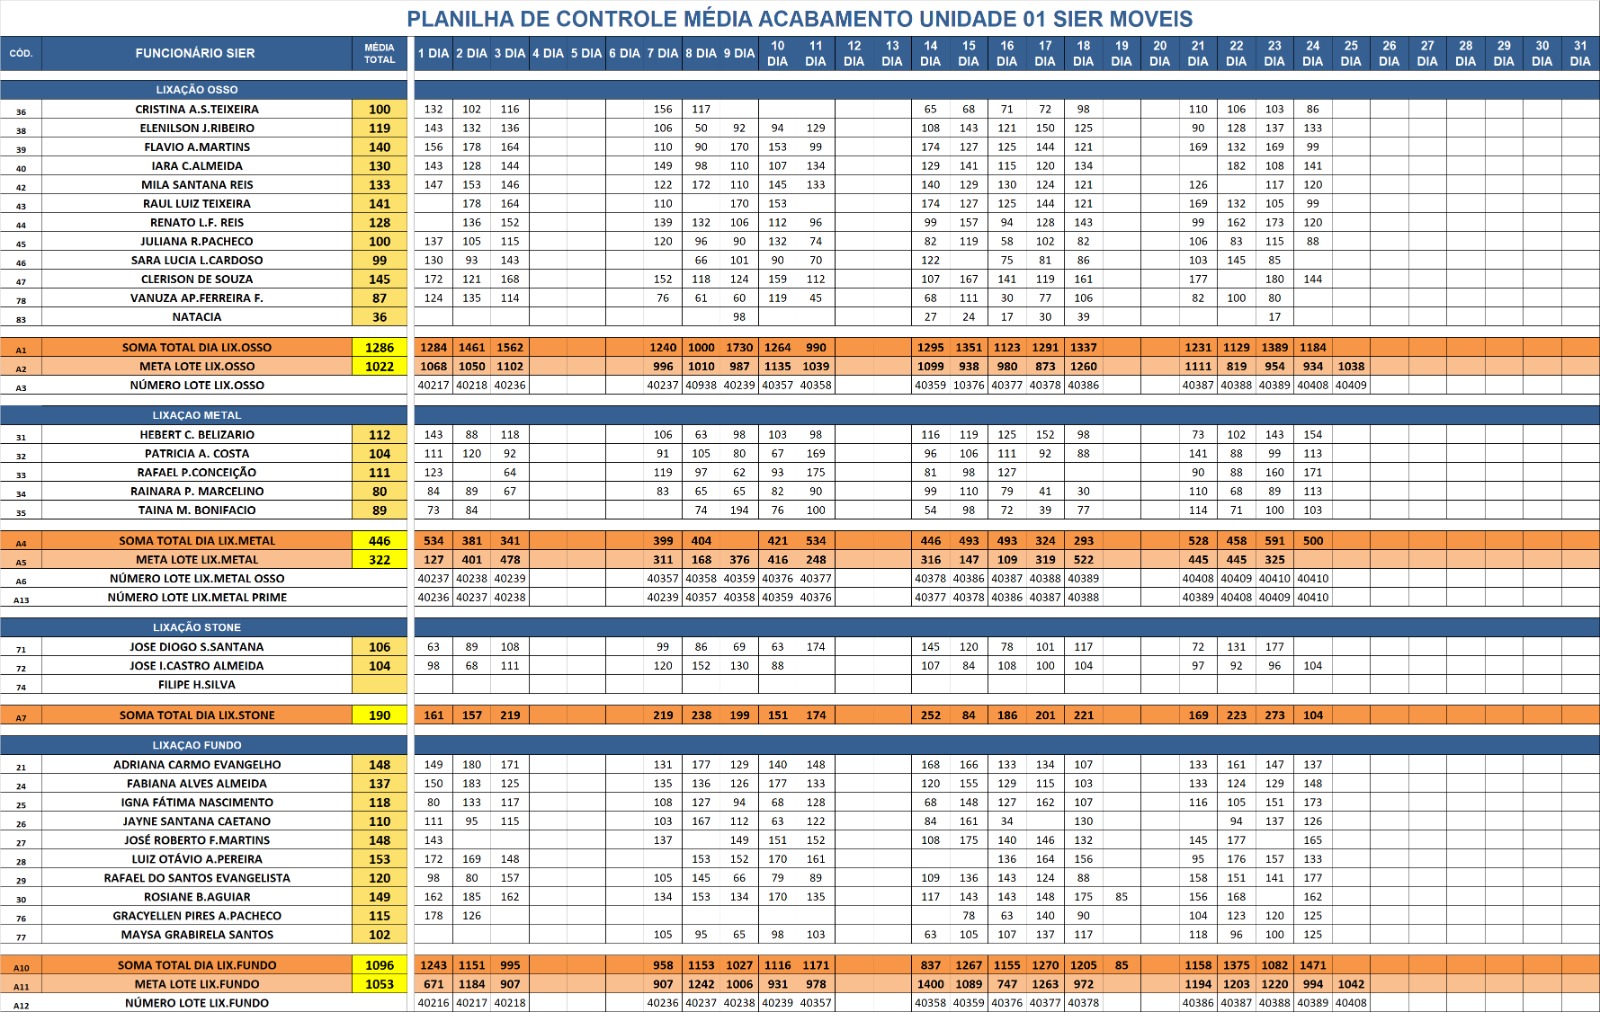 PLANILHA DE CONTROLE MÉDIA ACABAMENTO UNIDADE 01 SIER MOVEIS
CÓD. FUNCIONÁRIO SIER MÉDIA TOTAL 1 DIA 2 DIA 3 DIA 4 DIA 5 DIA 6 DIA 7 DIA 8 DIA 9 DIA 10 DIA 11 DIA 12 DIA 13 DIA 14 DIA 15 DIA 16 DIA 17 DIA 18 DIA 19 DIA 20 DIA 21 DIA 22 DIA 23 DIA 24 DIA 25 DIA 26 DIA 27 DIA 28 DIA 29 DIA 30 DIA 31 DIA
LIXAÇÃO OSSO
36 CRISTINA A.S.TEIXEIRA 100 132 102 116 156 117 65 68 71 72 98 110 106 103 86
38 ELENILSON J.RIBEIRO 119 143 132 136 106 50 92 94 129 108 143 121 150 125 90 128 137 133
39 FLAVIO A.MARTINS 140 156 178 164 110 90 170 153 99 174 127 125 144 121 169 132 169 99
40 IARA C.ALMEIDA 130 143 128 144 149 98 110 107 134 129 141 115 120 134 182 108 141
42 MILA SANTANA REIS 133 147 153 146 122 172 110 145 133 140 129 130 124 121 126 117 120
43 RAUL LUIZ TEIXEIRA 141 178 164 110 170 153 174 127 125 144 121 169 132 105 99
44 RENATO L.F. REIS 128 136 152 139 132 106 112 96 99 157 94 128 143 99 162 173 120
45 JULIANA R.PACHECO 100 137 105 115 120 96 90 132 74 82 119 58 102 82 106 83 115 88
46 SARA LUCIA L.CARDOSO 99 130 93 143 66 101 90 70 122 75 81 86 103 145 85
47 CLERISON DE SOUZA 145 172 121 168 152 118 124 159 112 107 167 141 119 161 177 180 144
78 VANUZA AP.FERREIRA F. 87 124 135 114 76 61 60 119 45 68 111 30 77 106 82 100 80
83 NATACIA 36 98 27 24 17 30 39 17
A1 SOMA TOTAL DIA LIX.OSSO 1286 1284 1461 1562 1240 1000 1730 1264 990 1295 1351 1123 1291 1337 1231 1129 1389 1184
A2 META LOTE LIX.OSSO 1022 1068 1050 1102 996 1010 987 1135 1039 1099 938 980 873 1260 1111 819 954 934 1038
A3 NÚMERO LOTE LIX.OSSO 40217 40218 40236 40237 40938 40239 40357 40358 40359 10376 40377 40378 40386 40387 40388 40389 40408 40409
LIXAÇAO METAL
31 HEBERT C. BELIZARIO 112 143 88 118 106 63 98 103 98 116 119 125 152 98 73 102 143 154
32 PATRICIA A. COSTA 104 111 120 92 91 105 80 67 169 96 106 111 92 88 141 88 99 113
33 RAFAEL P.CONCEIÇÃO 111 123 64 119 97 62 93 175 81 98 127 90 88 160 171
34 RAINARA P. MARCELINO 80 84 89 67 83 65 65 82 90 99 110 79 41 30 110 68 89 113
35 TAINA M. BONIFACIO 89 73 84 74 194 76 100 54 98 72 39 77 114 71 100 103
A4 SOMA TOTAL DIA LIX.METAL 446 534 381 341 399 404 421 534 446 493 493 324 293 528 458 591 500
A5 META LOTE LIX.METAL 322 127 401 478 311 168 376 416 248 316 147 109 319 522 445 445 325
A6 NÚMERO LOTE LIX.METAL OSSO 40237 40238 40239 40357 40358 40359 40376 40377 40378 40386 40387 40388 40389 40408 40409 40410 40410
A13 NÚMERO LOTE LIX.METAL PRIME 40236 40237 40238 40239 40357 40358 40359 40376 40377 40378 40386 40387 40388 40389 40408 40409 40410
LIXAÇÃO STONE
71 JOSE DIOGO S.SANTANA 106 63 89 108 99 86 69 63 174 145 120 78 101 117 72 131 177
72 JOSE I.CASTRO ALMEIDA 104 98 68 111 120 152 130 88 107 84 108 100 104 97 92 96 104
74 FILIPE H.SILVA
A7 SOMA TOTAL DIA LIX.STONE 190 161 157 219 219 238 199 151 174 252 84 186 201 221 169 223 273 104
LIXAÇAO FUNDO
21 ADRIANA CARMO EVANGELHO 148 149 180 171 131 177 129 140 148 168 166 133 134 107 133 161 147 137
24 FABIANA ALVES ALMEIDA 137 150 183 125 135 136 126 177 133 120 155 129 115 103 133 124 129 148
25 IGNA FÁTIMA NASCIMENTO 118 80 133 117 108 127 94 68 128 68 148 127 162 107 116 105 151 173
26 JAYNE SANTANA CAETANO 110 111 95 115 103 167 112 63 122 84 161 34 130 94 137 126
27 JOSÉ ROBERTO F.MARTINS 148 143 137 149 151 152 108 175 140 146 132 145 177 165
28 LUIZ OTÁVIO A.PEREIRA 153 172 169 148 153 152 170 161 136 164 156 95 176 157 133
29 RAFAEL DO SANTOS EVANGELISTA 120 98 80 157 105 145 66 79 89 109 136 143 124 88 158 151 141 177
30 ROSIANE B.AGUIAR 149 162 185 162 134 153 134 170 135 117 143 143 148 175 85 156 168 162
76 GRACYELLEN PIRES A.PACHECO 115 178 126 78 63 140 90 104 123 120 125
77 MAYSA GRABIRELA SANTOS 102 105 95 65 98 103 63 105 107 137 117 118 96 100 125
A10 SOMA TOTAL DIA LIX.FUNDO 1096 1243 1151 995 958 1153 1027 1116 1171 837 1267 1155 1270 1205 85 1158 1375 1082 1471
A11 META LOTE LIX.FUNDO 1053 671 1184 907 907 1242 1006 931 978 1400 1089 747 1263 972 1194 1203 1220 994 1042
A12 NÚMERO LOTE LIX.FUNDO 40216 40217 40218 40236 40237 40238 40239 40357 40358 40359 40376 40377 40378 40386 40387 40388 40389 40408